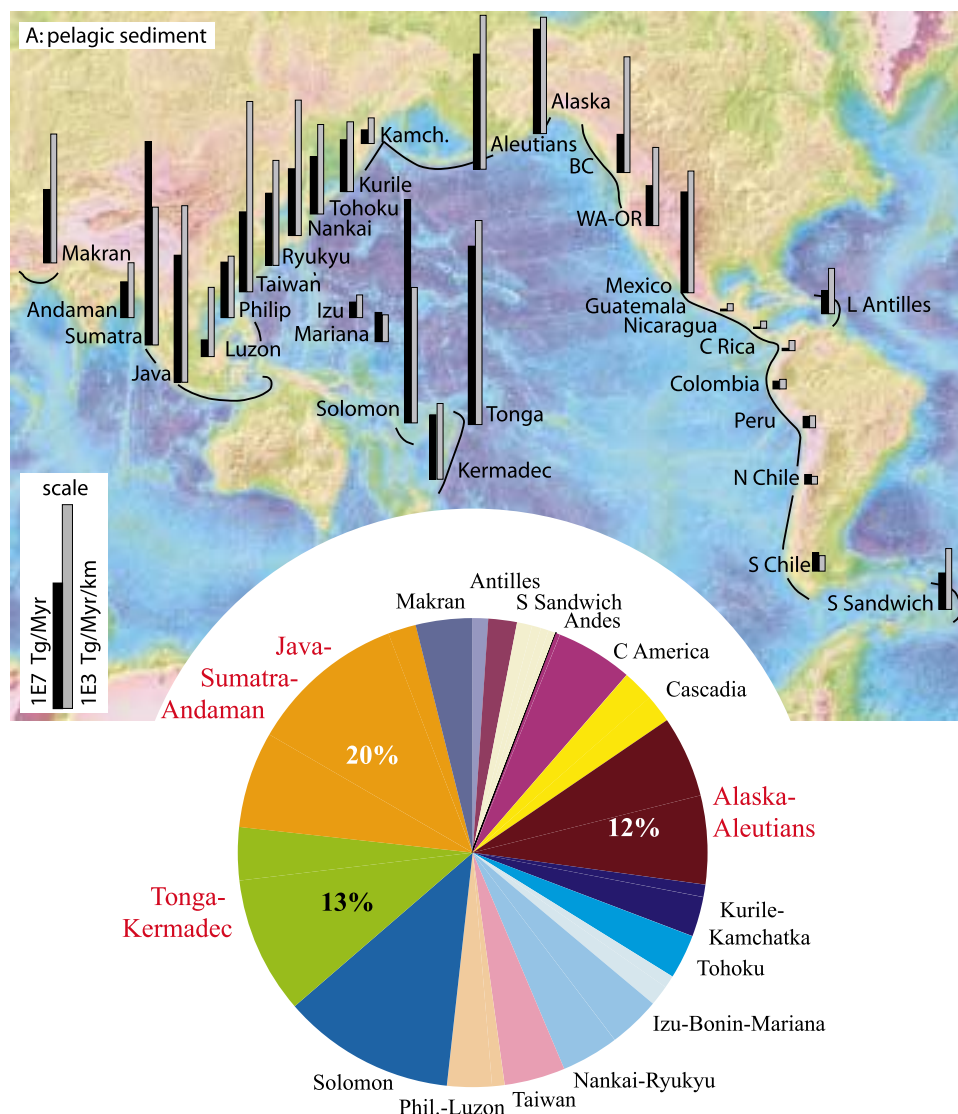 A: pelagic sediment
Alaska
Kamch.
Aleutians
BC
Kurile
Tohoku
WA-OR
Nankai
Makran
Ryukyu
Mexico
Taiwan
Guatemala
L Antilles
Andaman
Philip
Izu
Nicaragua
Sumatra
Mariana
C Rica
Luzon
Java
Colombia
Solomon
Tonga
Peru
Kermadec
N Chile
scale
1E7 Tg/Myr
1E3 Tg/Myr/km
S Chile
S Sandwich
Antilles
Makran
S Sandwich
Andes
C America
Java-
Sumatra-
Andaman
Cascadia
20%
Alaska-
Aleutians
12%
Tonga-
Kermadec
13%
Kurile-
Kamchatka
Tohoku
Izu-Bonin-Mariana
Nankai-Ryukyu
Solomon
Taiwan
Phil.-Luzon